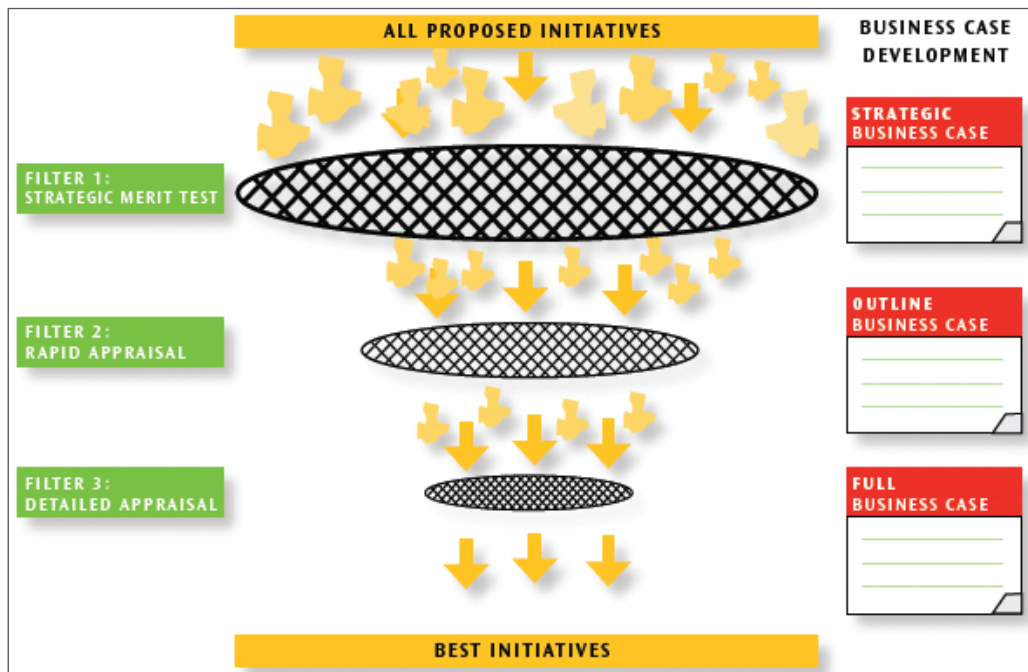 ALL PROPOSED INITIATIVES
BUSINESS CASE
DEVELOPMENT
STRATEGIC
BUSINESS CASE
FILTER 1:
STRATEGIC MERIT TEST
OUTLINE
BUSINESS CASE
FILTER 2:
RAPID APPRAISAL
FULL
BUSINESS CASE
FILTER 3:
DETAILED APPRAISAL
BEST INITIATIVES